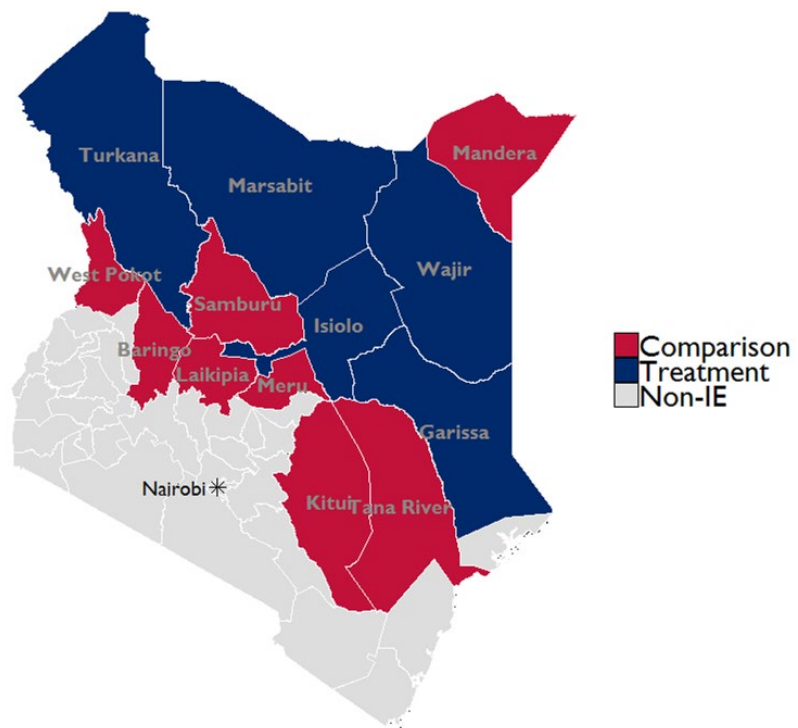 Turkana
Mandera
Marsabit
Wajir
West Pokot
Samburu
Isiolo
Baringo
Laikipia
Meru
Garissa
Nairobi
Kitui
Tana River
Comparison
Treatment
Non-IE